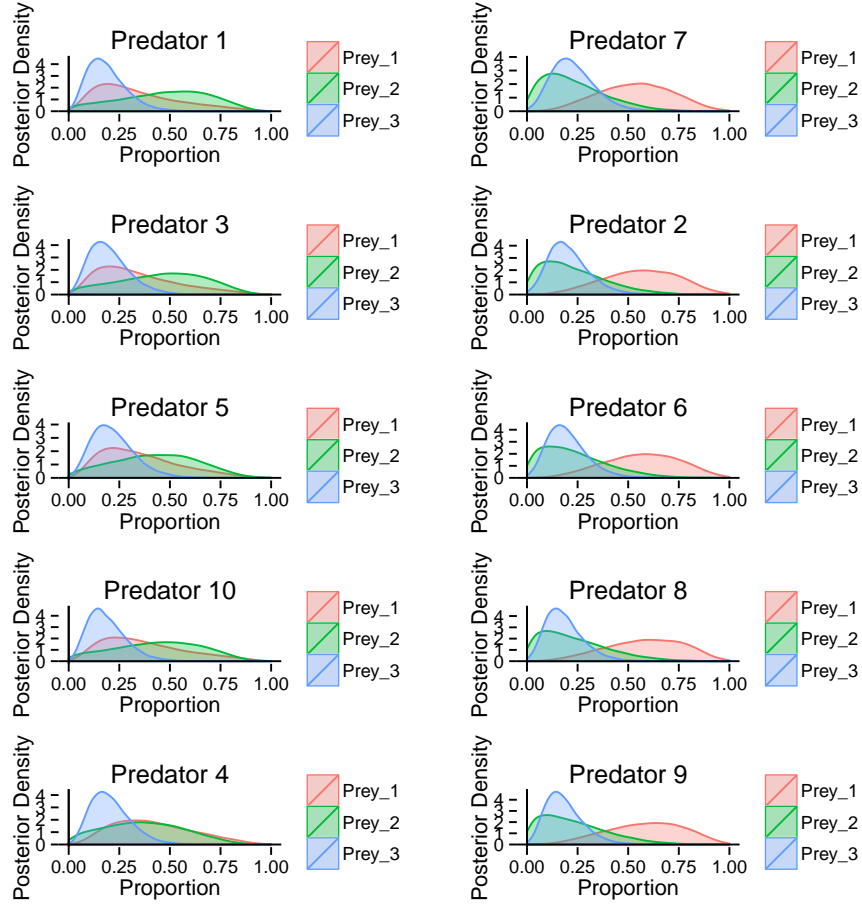 Predator 1
Posterior Density
4
3
2
1
0
0.00 0.25 0.50 0.75 1.00
Proportion
Prey_1
Prey_2
Prey_3
Predator 7
Posterior Density
4
3
2
1
0
0.00 0.25 0.50 0.75 1.00
Proportion
Prey_1
Prey_2
Prey_3
Predator 3
Posterior Density
4
3
2
1
0
0.00 0.25 0.50 0.75 1.00
Proportion
Prey_1
Prey_2
Prey_3
Predator 2
Posterior Density
4
3
2
1
0
0.00 0.25 0.50 0.75 1.00
Proportion
Prey_1
Prey_2
Prey_3
Predator 5
Posterior Density
4
3
2
1
0
0.00 0.25 0.50 0.75 1.00
Proportion
Prey_1
Prey_2
Prey_3
Predator 6
Posterior Density
4
3
2
1
0
0.00 0.25 0.50 0.75 1.00
Proportion
Prey_1
Prey_2
Prey_3
Predator 10
Posterior Density
4
3
2
1
0
0.00 0.25 0.50 0.75 1.00
Proportion
Prey_1
Prey_2
Prey_3
Predator 8
Posterior Density
4
3
2
1
0
0.00 0.25 0.50 0.75 1.00
Proportion
Prey_1
Prey_2
Prey_3
Predator 4
Posterior Density
4
3
2
1
0
0.00 0.25 0.50 0.75 1.00
Proportion
Prey_1
Prey_2
Prey_3
Predator 9
Posterior Density
4
3
2
1
0
0.00 0.25 0.50 0.75 1.00
Proportion
Prey_1
Prey_2
Prey_3